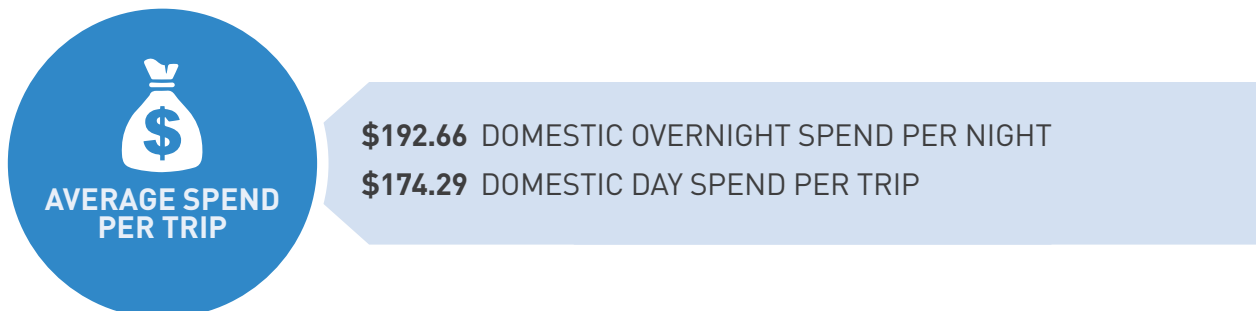 $
AVERAGE SPEND
PER TRIP
$192.66 DOMESTIC OVERNIGHT SPEND PER NIGHT
$174.29 DOMESTIC DAY SPEND PER TRIP